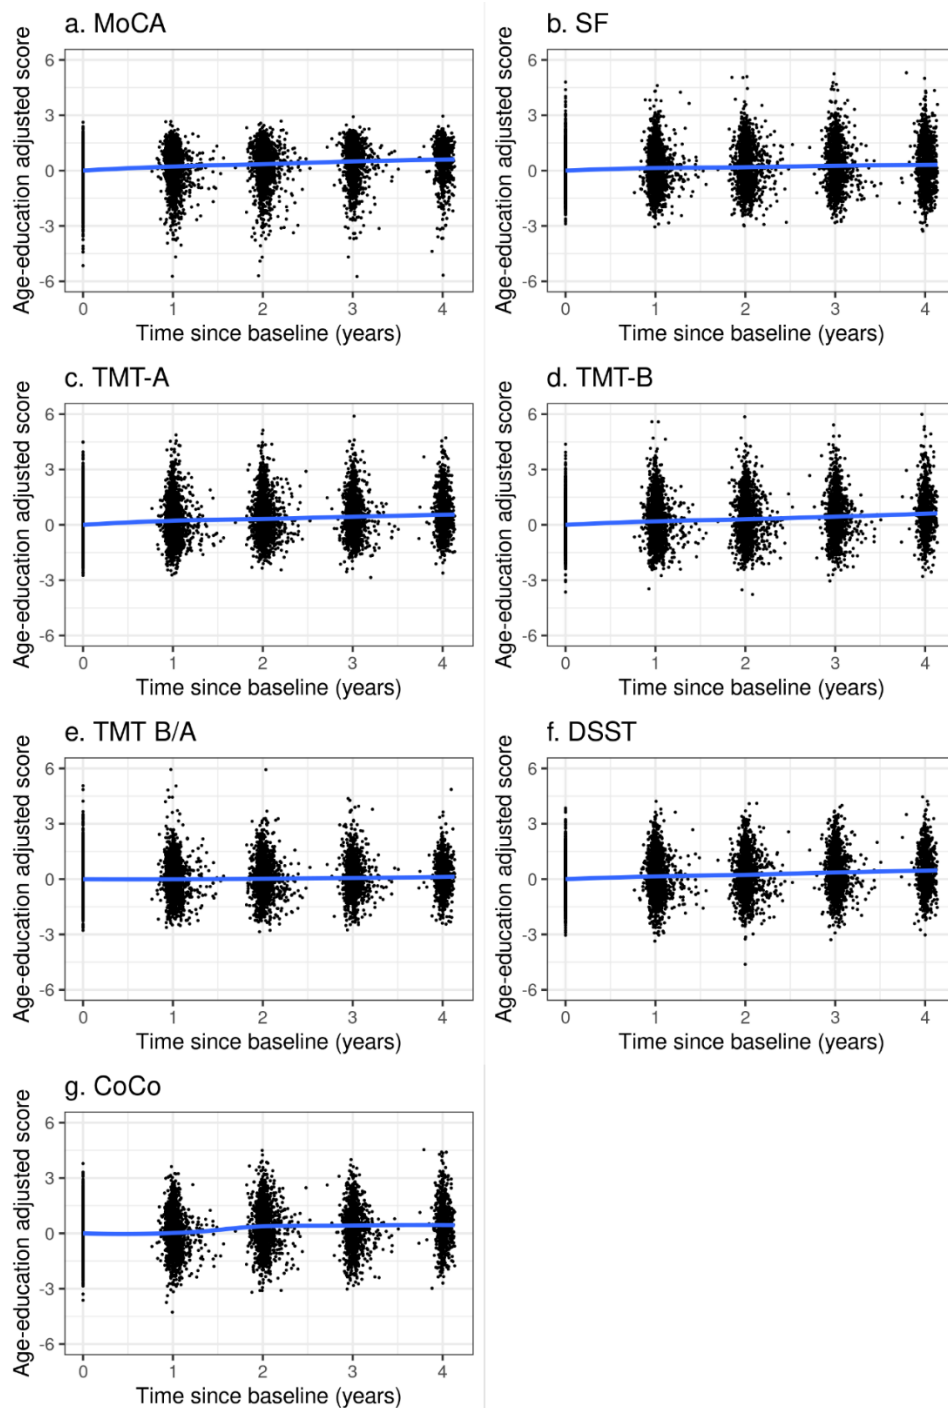 a. MoCA
Age-education adjusted score
6
3
0
-3
-6
0 1 2 3 4
Time since baseline (years)
b. SF
Age-education adjusted score
6
3
0
-3
-6
0 1 2 3 4
Time since baseline (years)
c. TMT-A
Age-education adjusted score
6
3
0
-3
-6
0 1 2 3 4
Time since baseline (years)
d. TMT-B
Age-education adjusted score
6
3
0
-3
-6
0 1 2 3 4
Time since baseline (years)
e. TMT B/A
Age-education adjusted score
6
3
0
-3
-6
0 1 2 3 4
Time since baseline (years)
f. DSST
Age-education adjusted score
6
3
0
-3
-6
0 1 2 3 4
Time since baseline (years)
g. CoCo
Age-education adjusted score
6
3
0
-3
-6
0 1 2 3 4
Time since baseline (years)